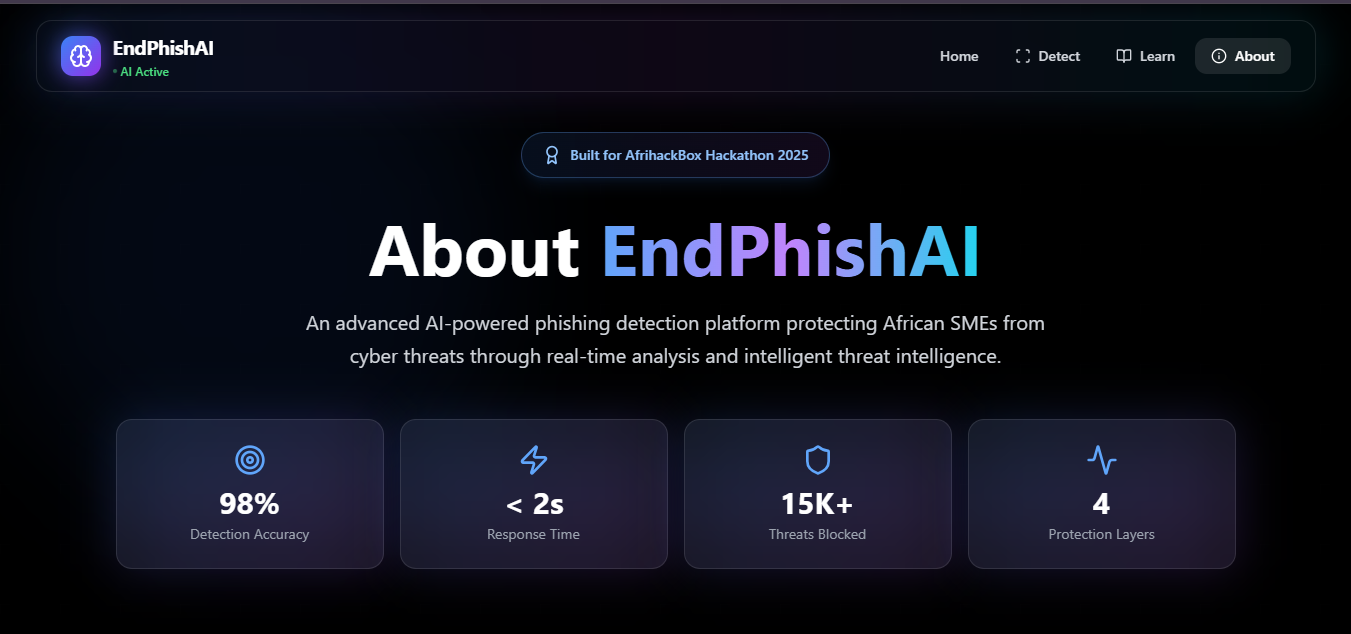 EndPhishAI
AI Active
Home
Detect
Learn
About
Built for AfrihackBox Hackathon 2025
About EndPhishAI
An advanced AI-powered phishing detection platform protecting African SMEs from
cyber threats through real-time analysis and intelligent threat intelligence.
98%
Detection Accuracy
< 2s
Response Time
15K+
Threats Blocked
4
Protection Layers